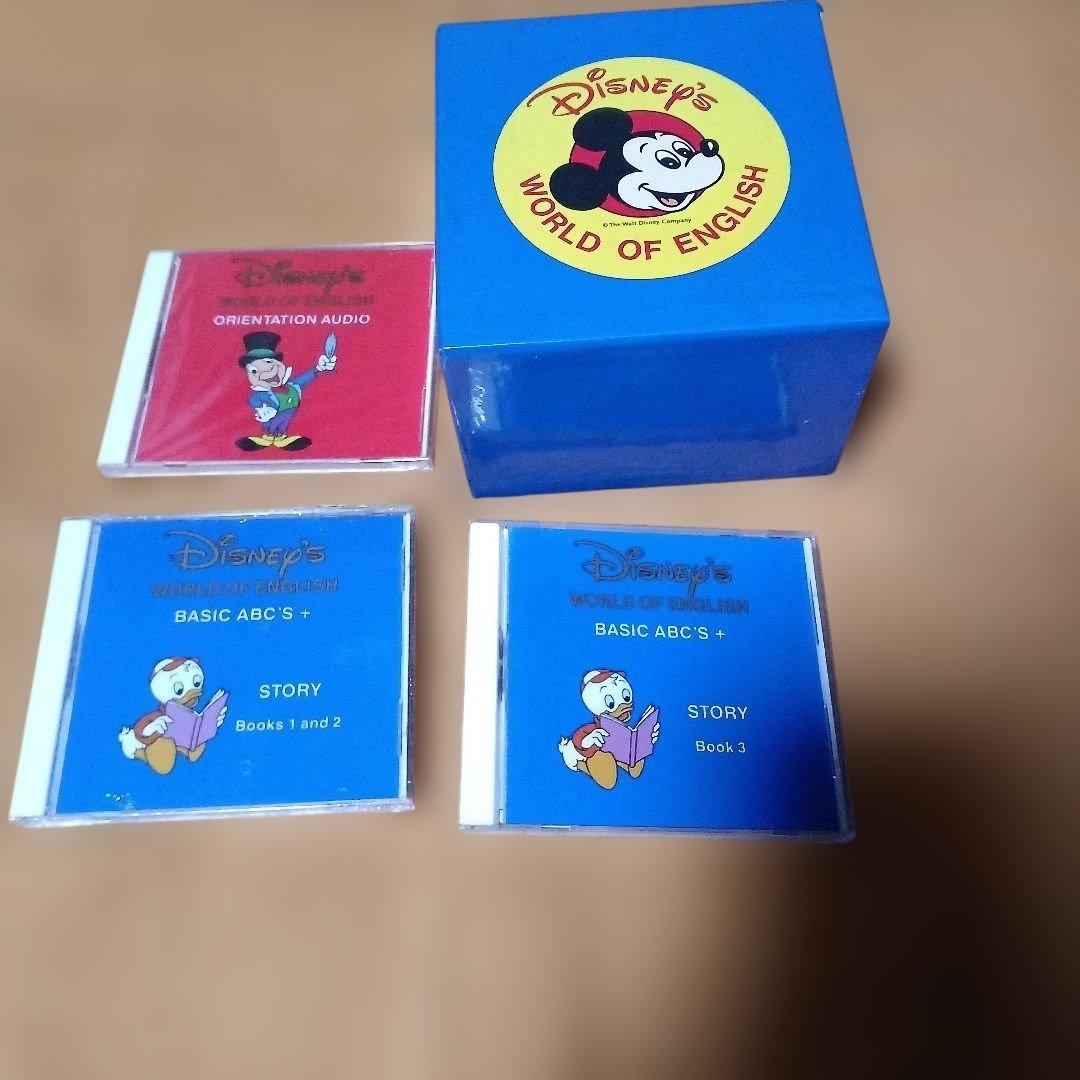 DISNEY'S
WORLD OF ENGLISH
© The Walt Disney Company
DISNEY'S
WORLD OF ENGLISH
ORIENTATION AUDIO
DISNEY'S
WORLD OF ENGLISH
BASIC ABC'S +
STORY
Books 1 and 2
DISNEY'S
WORLD OF ENGLISH
BASIC ABC'S +
STORY
Book 3